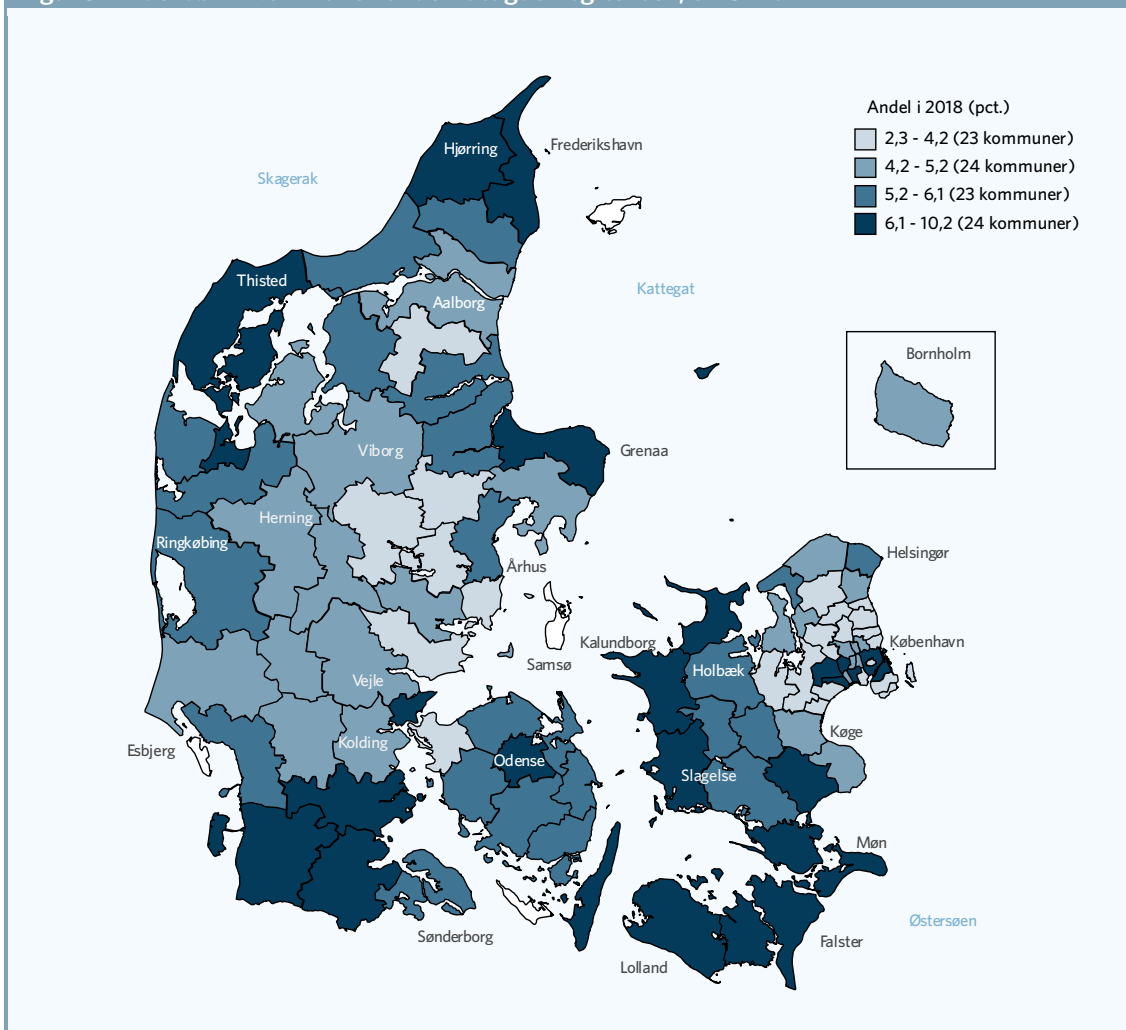 Andel i 2018 (pct.)
2,3 - 4,2 (23 kommuner)
4,2 - 5,2 (24 kommuner)
5,2 - 6,1 (23 kommuner)
6,1 - 10,2 (24 kommuner)
Hjørring
Frederikshavn
Skagerak
Thisted
Kattegat
Aalborg
Bornholm
Viborg
Grenaa
Herning
Ringkøbing
Helsingør
Århus
Kalundborg
København
Samsø
Holbæk
Vejle
Køge
Esbjerg
Kolding
Odense
Slagelse
Møn
Østersøen
Sønderborg
Falster
Lolland